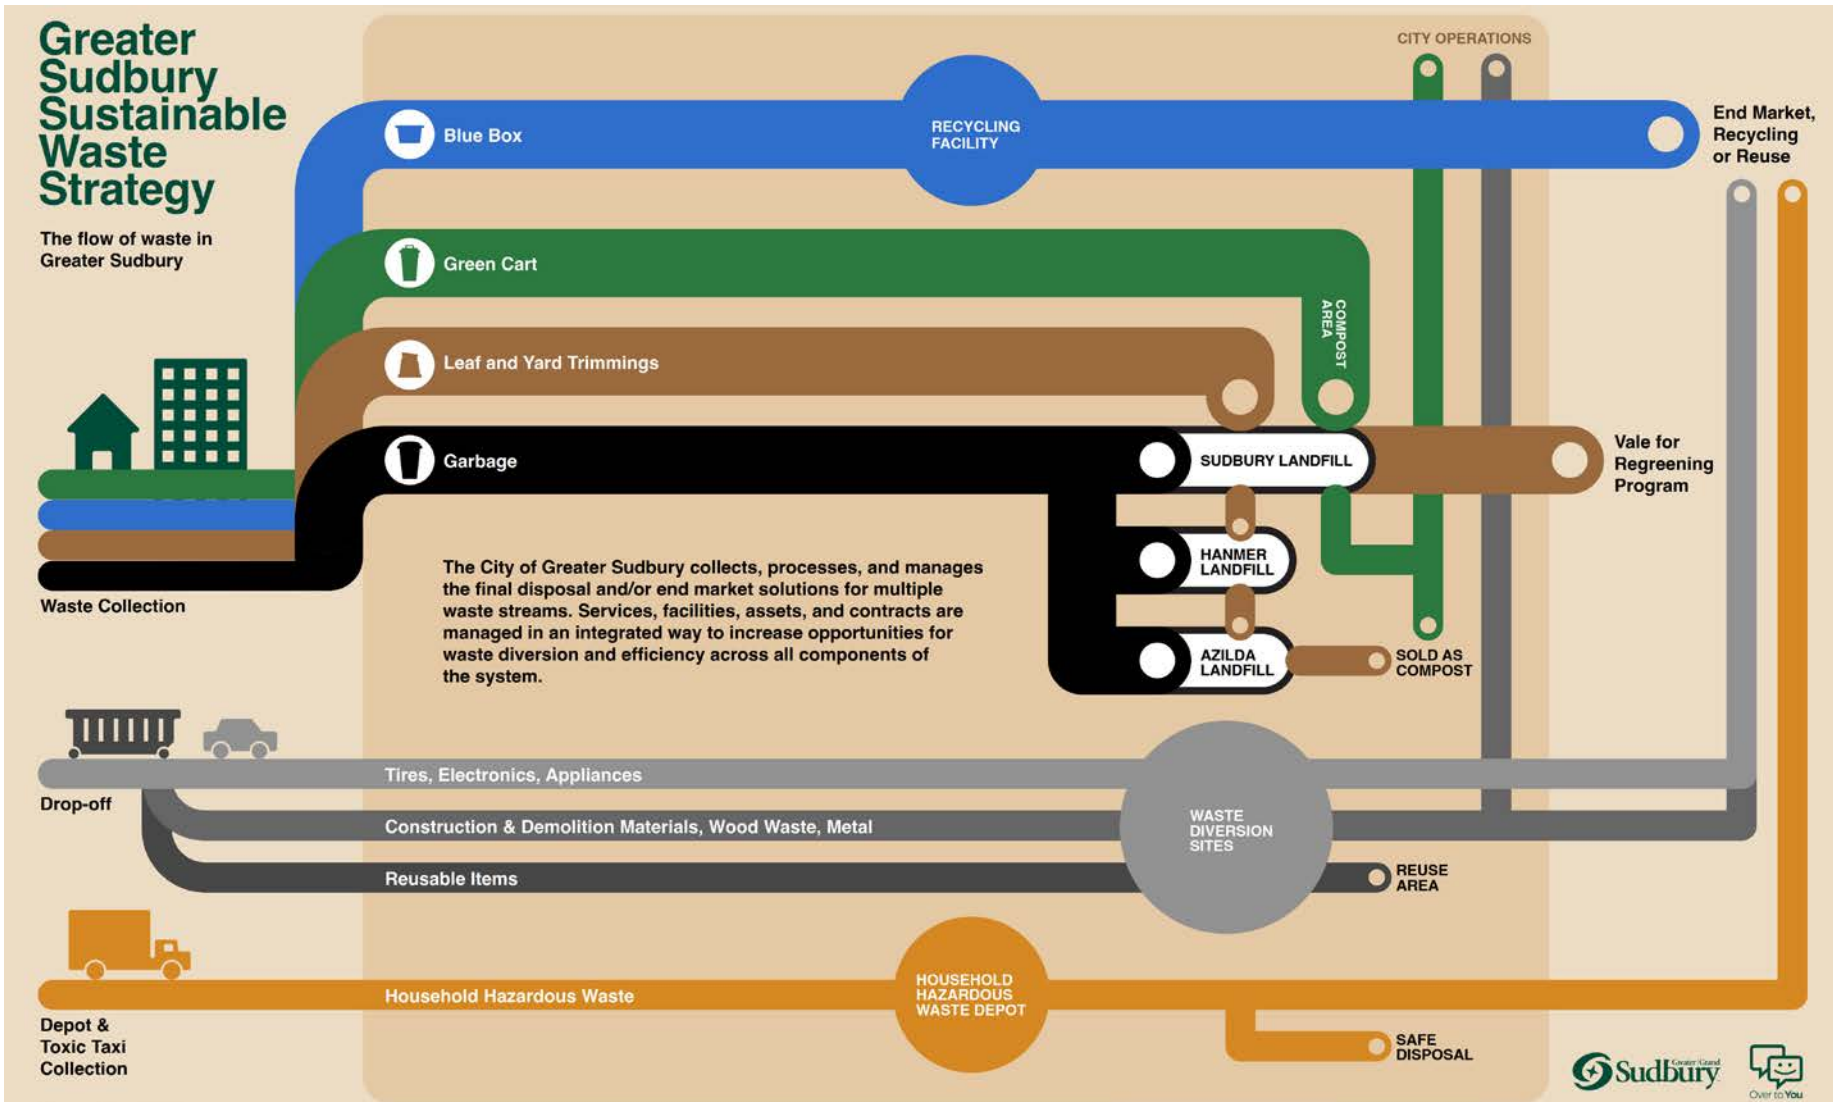 Greater
Sudbury
Sustainable
Waste
Strategy
The flow of waste in
Greater Sudbury
CITY OPERATIONS
Blue Box
RECYCLING
FACILITY
End Market,
Recycling
or Reuse
Green Cart
COMPOST
AREA
Leaf and Yard Trimmings
Garbage
SUDBURY LANDFILL
Vale for
Regreening
Program
HANMER
LANDFILL
AZILDA
LANDFILL
SOLD AS
COMPOST
Waste Collection
The City of Greater Sudbury collects, processes, and manages
the final disposal and/or end market solutions for multiple
waste streams. Services, facilities, assets, and contracts are
managed in an integrated way to increase opportunities for
waste diversion and efficiency across all components of
the system.
Drop-off
Tires, Electronics, Appliances
Construction & Demolition Materials, Wood Waste, Metal
Reusable Items
WASTE
DIVERSION
SITES
REUSE
AREA
Household Hazardous Waste
HOUSEHOLD
HAZARDOUS
WASTE DEPOT
Depot &
Toxic Taxi
Collection
SAFE
DISPOSAL
Greater Grand
Sudbury
Over to You